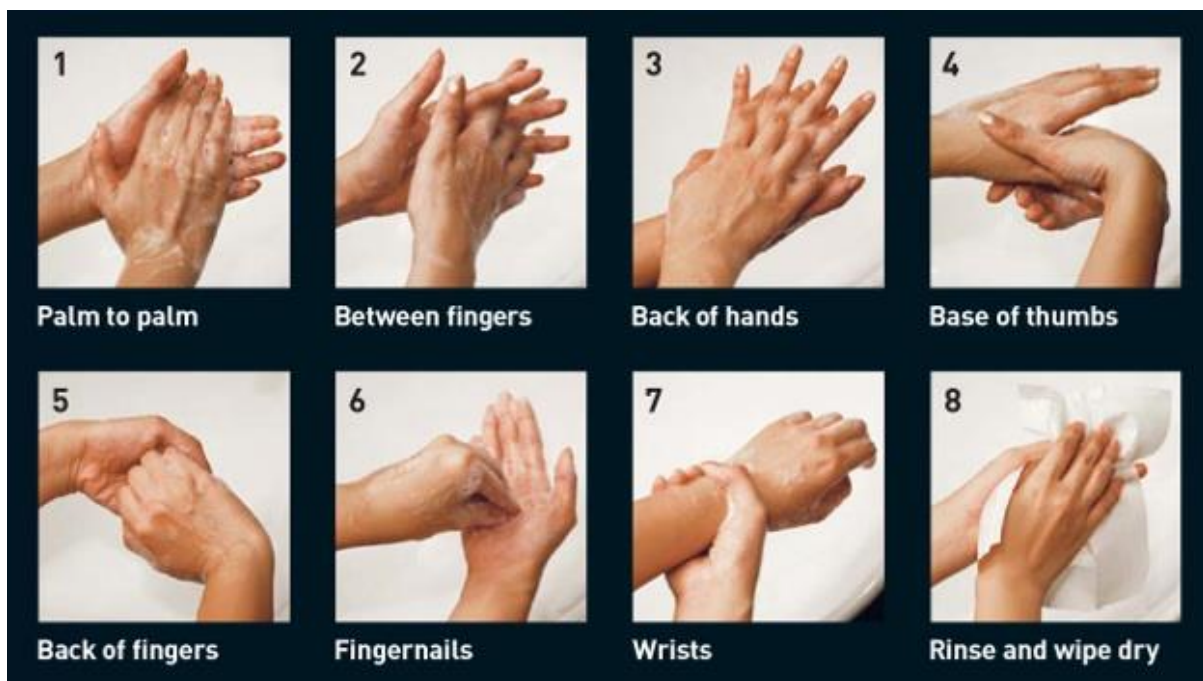 1
Palm to palm
2
Between fingers
3
Back of hands
4
Base of thumbs
5
Back of fingers
6
Fingernails
7
Wrists
8
Rinse and wipe dry